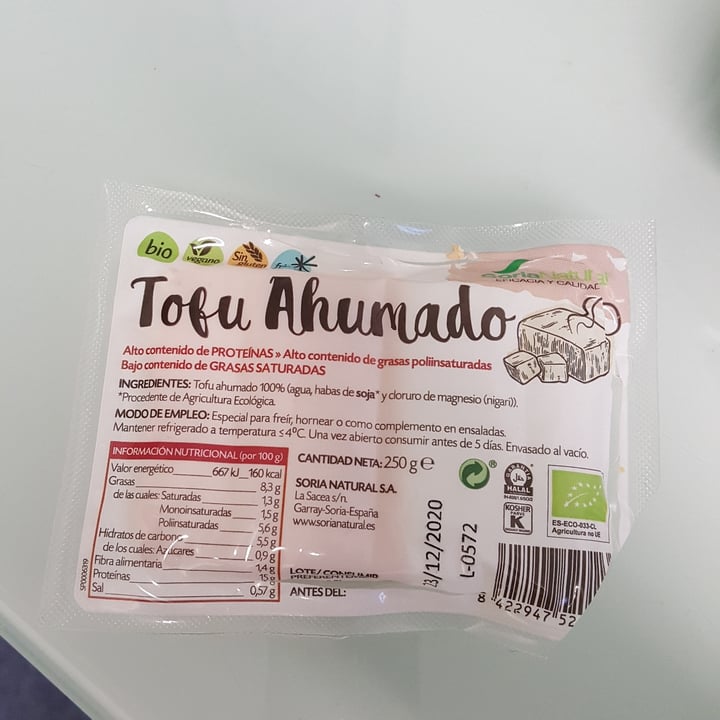 bio
vegano
Sin gluten
SoriaNatural
EFICACIA Y CALIDAD
Tofu Ahumado
Alto contenido de PROTEÍNAS » Alto contenido de grasas poliinsaturadas
Bajo contenido de GRASAS SATURADAS
INGREDIENTES: Tofu ahumado 100% (agua, habas de soja* y cloruro de magnesio (nigari)).
*Procedente de Agricultura Ecológica.
MODO DE EMPLEO: Especial para freír, hornear o como complemento en ensaladas.
Mantener refrigerado a temperatura ≤4ºC. Una vez abierto consumir antes de 5 días. Envasado al vacío.
INFORMACIÓN NUTRICIONAL (por 100 g)
Valor energético 667 kJ 160 kcal
Grasas 8,3 g
de las cuales: Saturadas 1,3 g
Monoinsaturadas 1,5 g
Poliinsaturadas 5,6 g
Hidratos de carbono 5,5 g
de los cuales: Azúcares 0,9 g
Fibra alimentaria 1,4 g
Proteínas 15 g
Sal 0,57 g
CANTIDAD NETA: 250 g e
SORIA NATURAL S.A.
La Sacea s/n.
Garray-Soria-España
www.sorianatural.es
LOTE/CONSUMIR
PREFERENTEMENTE
ANTES DEL:
/12/2020
L-0572
®
HALAL
KOSHER
PARVE
K
ES-ECO-033-CL
Agricultura no UE
8 422947 52